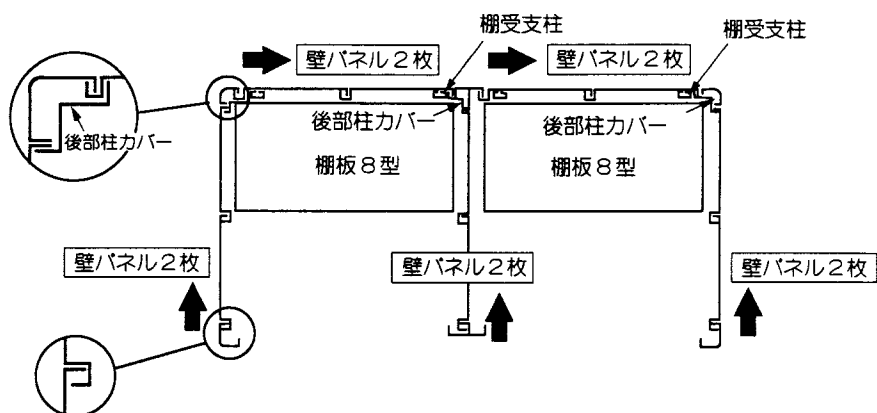 棚受支柱
棚受支柱
壁パネル２枚
壁パネル２枚
後部柱カバー
後部柱カバー
後部柱カバー
棚板８型
棚板８型
壁パネル２枚
壁パネル２枚
壁パネル２枚